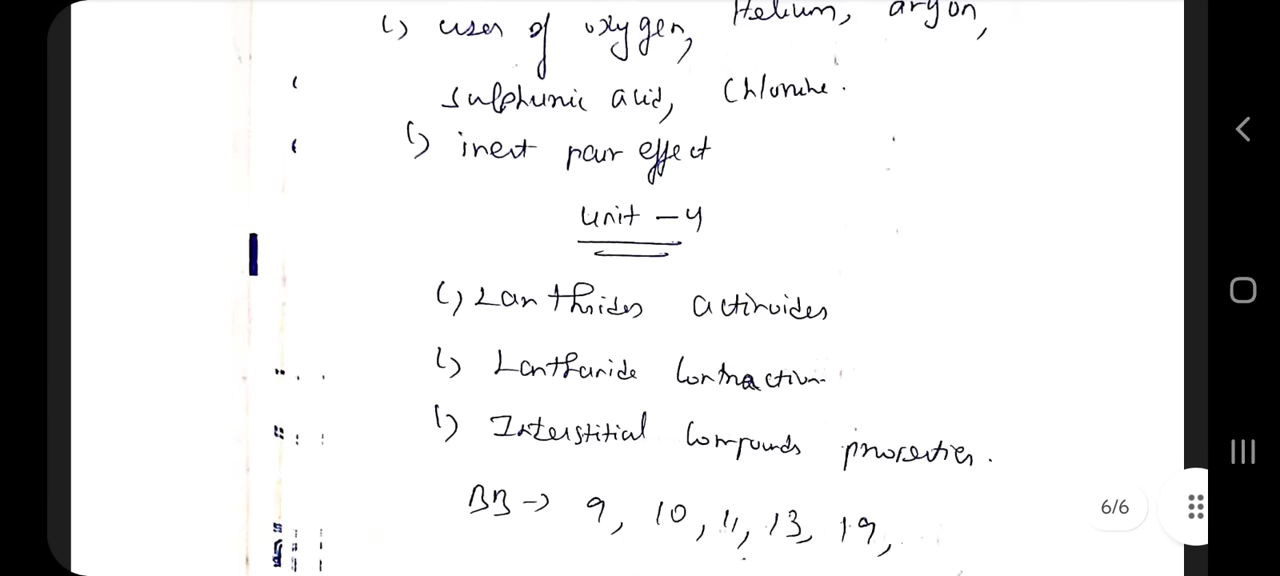 () uses of oxygen, Helium, argon,
sulphuric acid, Chlorine.
() inert pair effect
unit - 4
() Lanthnides actinoides
() Lanthanide Contraction
() Interstitial Compounds properties.
BB → 9, 10, 11, 13, 19,
6/6